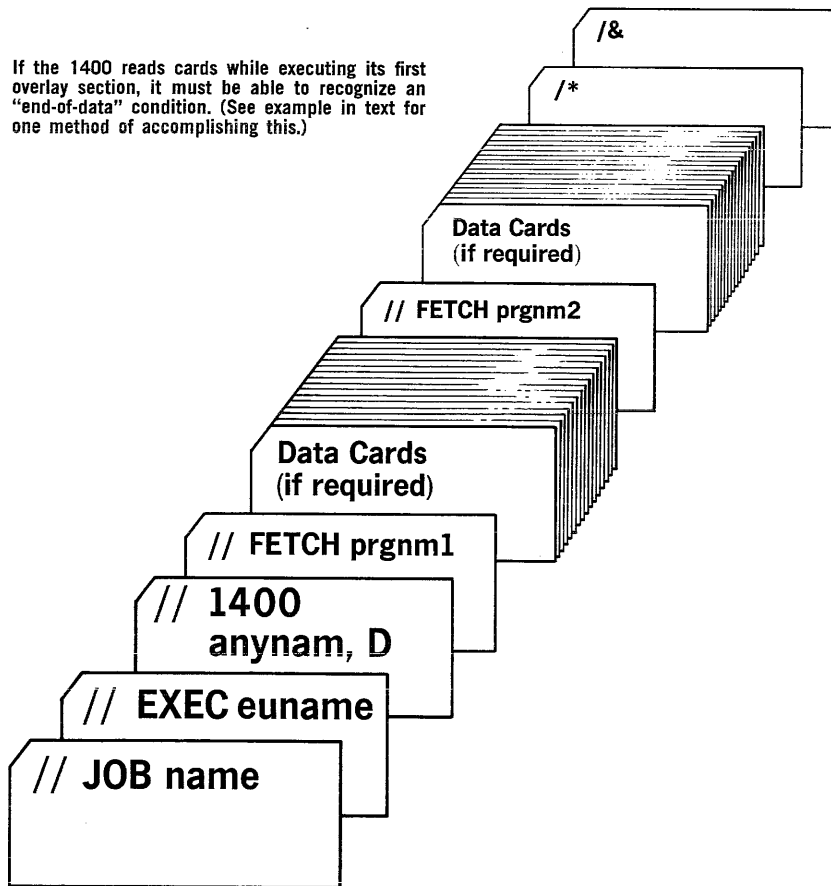 /&
If the 1400 reads cards while executing its first
overlay section, it must be able to recognize an
"end-of-data" condition. (See example in text for
one method of accomplishing this.)
/*
Data Cards
(if required)
// FETCH prgnm2
Data Cards
(if required)
// FETCH prgnm1
// 1400
anynam, D
// EXEC euname
// JOB name